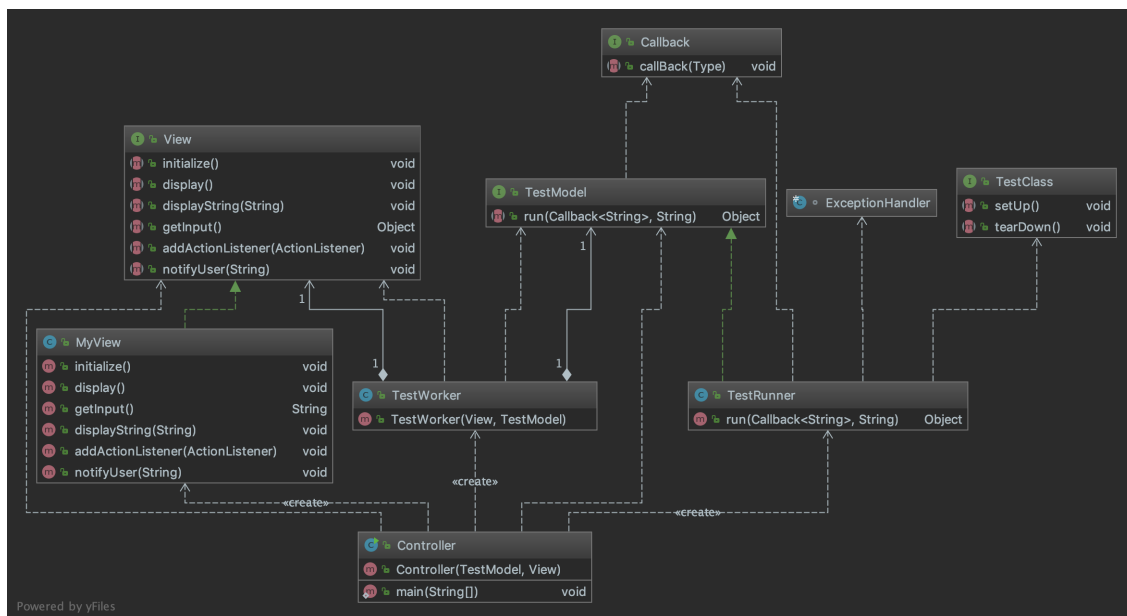 Callback
callBack(Type) void
View
initialize() void
display() void
displayString(String) void
getInput() Object
addActionListener(ActionListener) void
notifyUser(String) void
TestModel
run(Callback<String>, String) Object
ExceptionHandler
TestClass
setUp() void
tearDown() void
1
1
MyView
initialize() void
display() void
getInput() String
displayString(String) void
addActionListener(ActionListener) void
notifyUser(String) void
1
1
TestWorker
TestWorker(View, TestModel)
TestRunner
run(Callback<String>, String) Object
«create»
«create»
«create»
Controller
Controller(TestModel, View)
main(String[]) void
Powered by yFiles